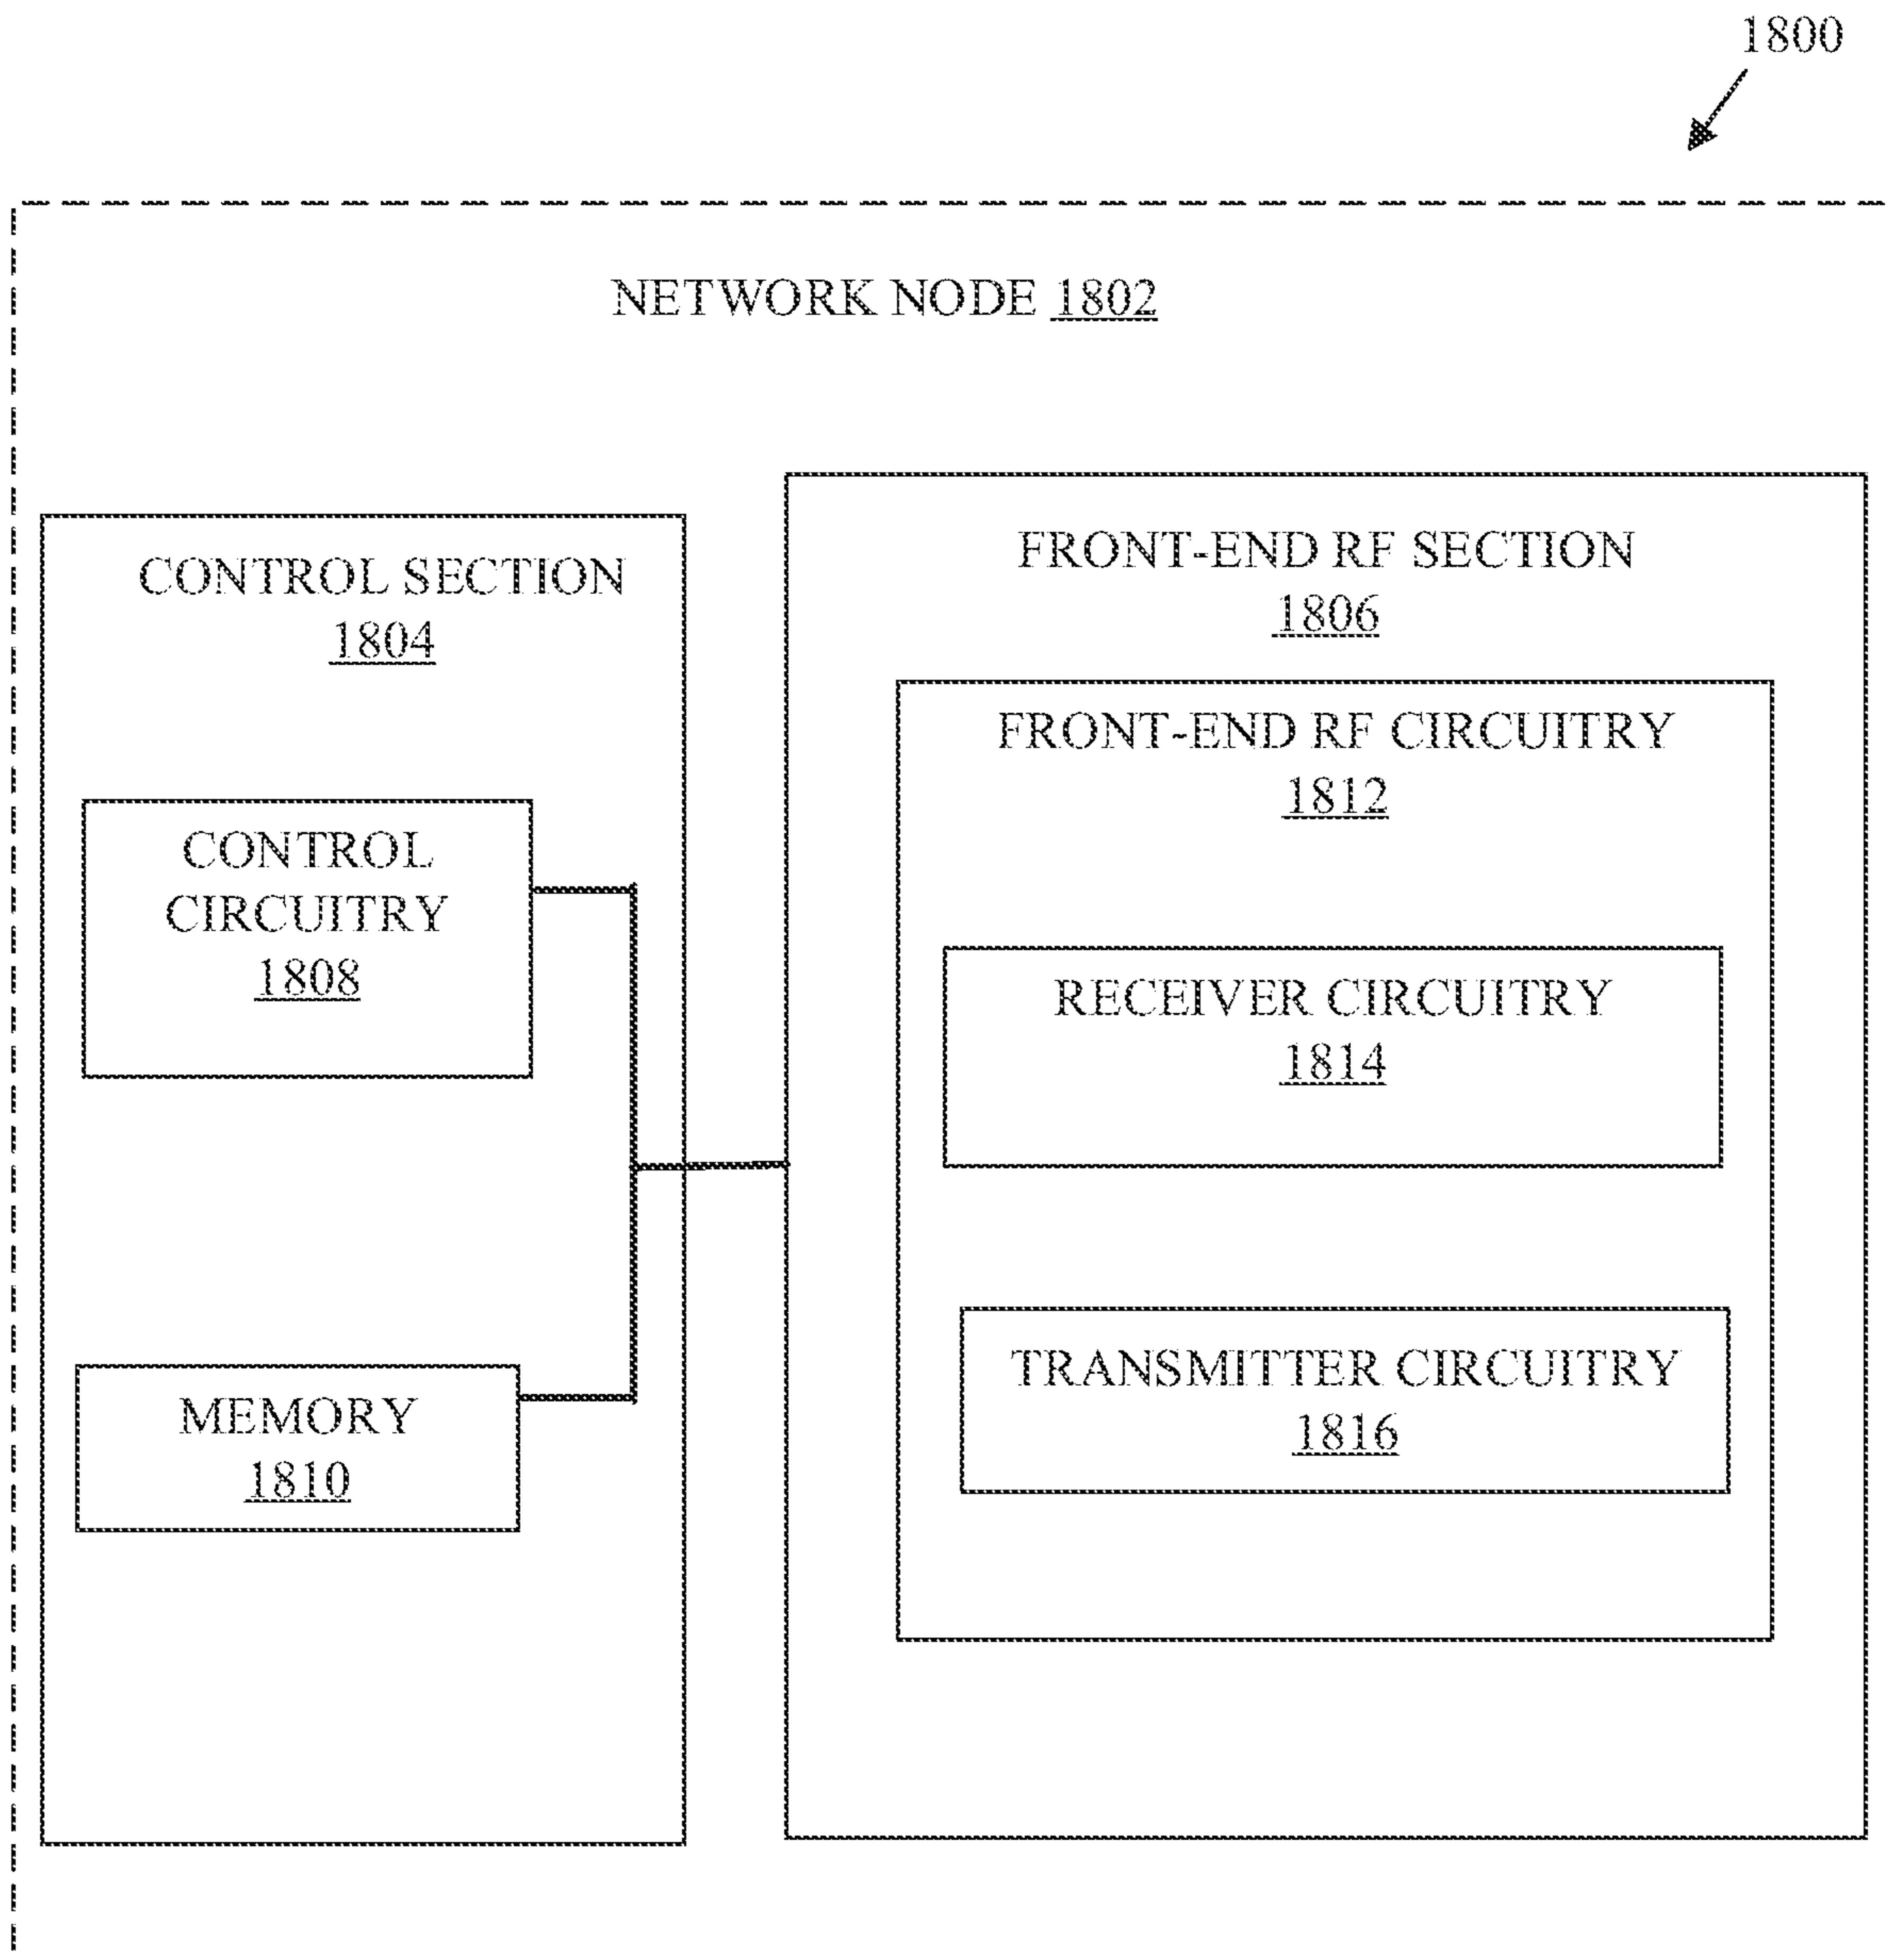 1800
NETWORK NODE 1802
CONTROL SECTION
1804
CONTROL
CIRCUITRY
1808
MEMORY
1810
FRONT-END RF SECTION
1806
FRONT-END RF CIRCUITRY
1812
RECEIVER CIRCUITRY
1814
TRANSMITTER CIRCUITRY
1816